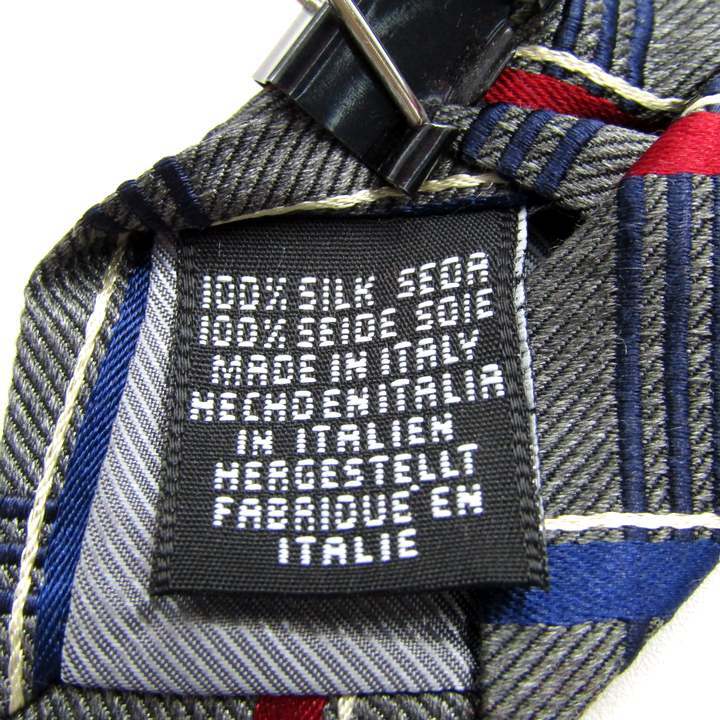 100% SILK SEDA
100% SEIDE SOIE
MADE IN ITALY
HECHO EN ITALIA
IN ITALIEN
HERGESTELLT
FABRIQUE EN
ITALIE